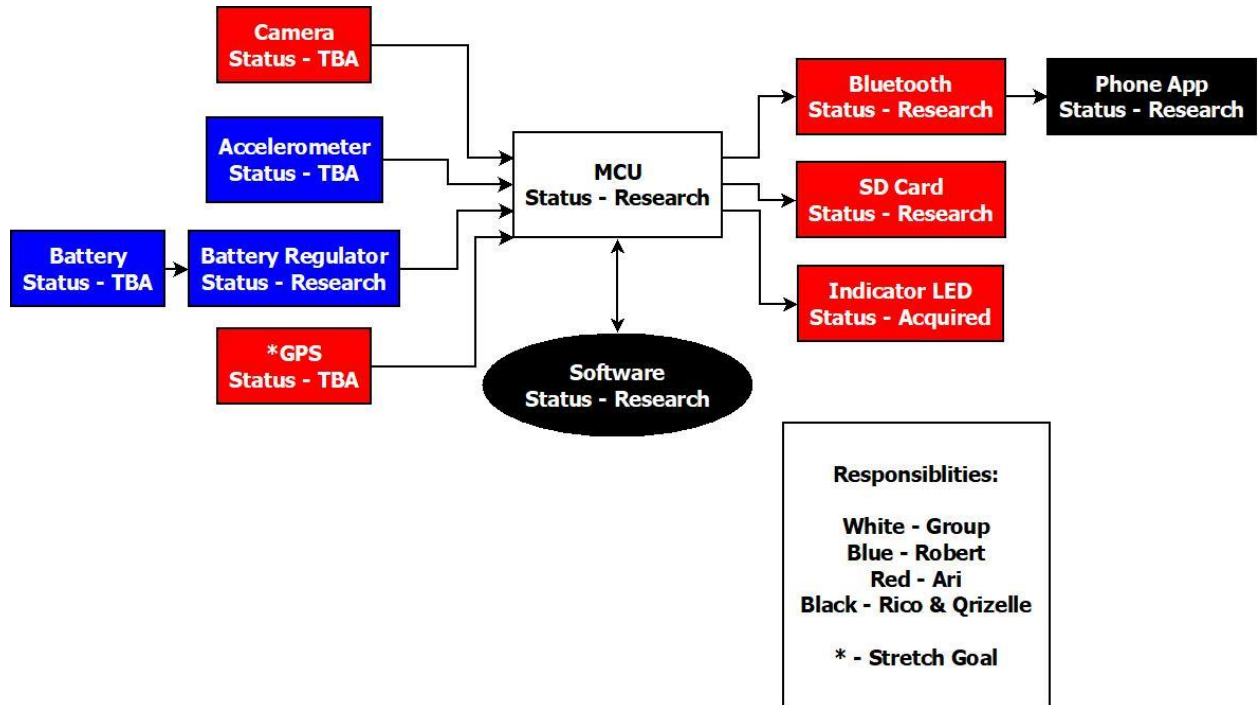 Camera
Status - TBA
Accelerometer
Status - TBA
Battery
Status - TBA
Battery Regulator
Status - Research
*GPS
Status - TBA
MCU
Status - Research
Software
Status - Research
Bluetooth
Status - Research
Phone App
Status - Research
SD Card
Status - Research
Indicator LED
Status - Acquired
Responsiblities:
White - Group
Blue - Robert
Red - Ari
Black - Rico & Qrizelle
* - Stretch Goal